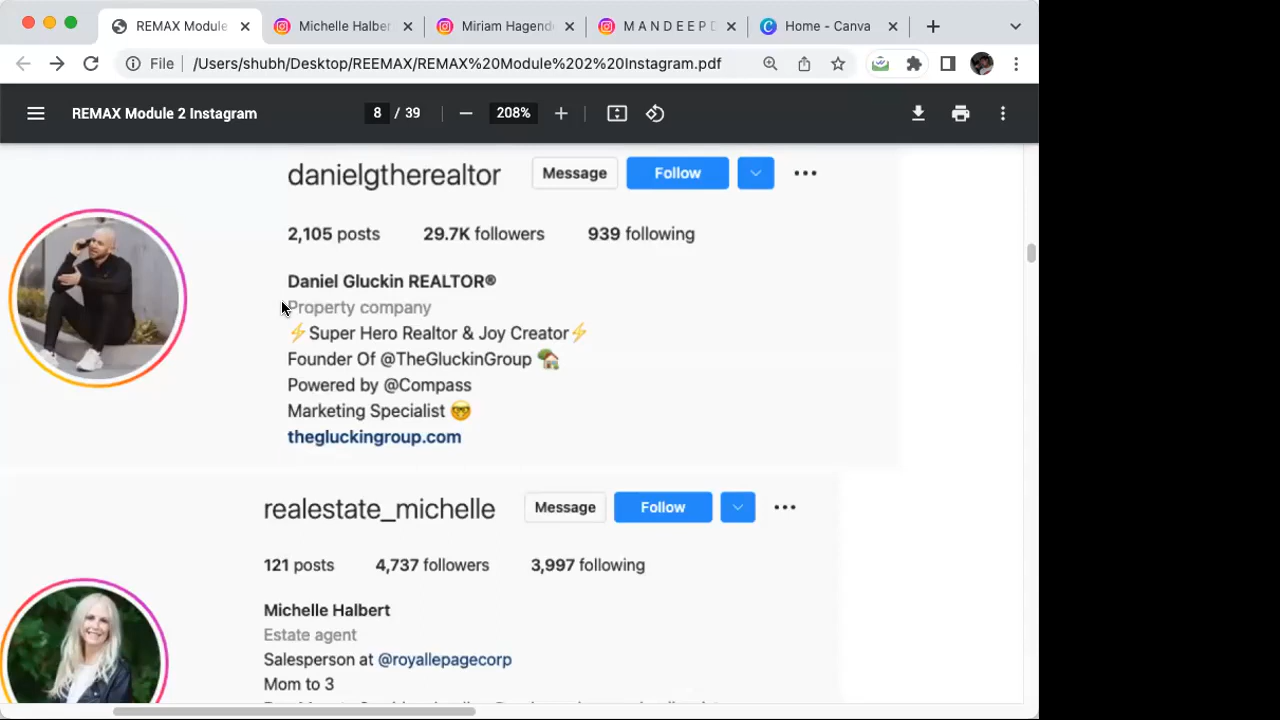 REMAX Module
Michelle Halber
Miriam Hagend
M A N D E E P
Home - Canva
File
/Users/shubh/Desktop/REEMAX/REMAX%20Module%202%20Instagram.pdf
REMAX Module 2 Instagram
8 / 39
208%
danielgtherealtor
Message
Follow
2,105 posts
29.7K followers
939 following
Daniel Gluckin REALTOR®
Property company
⚡Super Hero Realtor & Joy Creator⚡
Founder Of @TheGluckinGroup 🏡
Powered by @Compass
Marketing Specialist 🤓
thegluckingroup.com
realestate_michelle
Message
Follow
121 posts
4,737 followers
3,997 following
Michelle Halbert
Estate agent
Salesperson at @royallepagecorp
Mom to 3